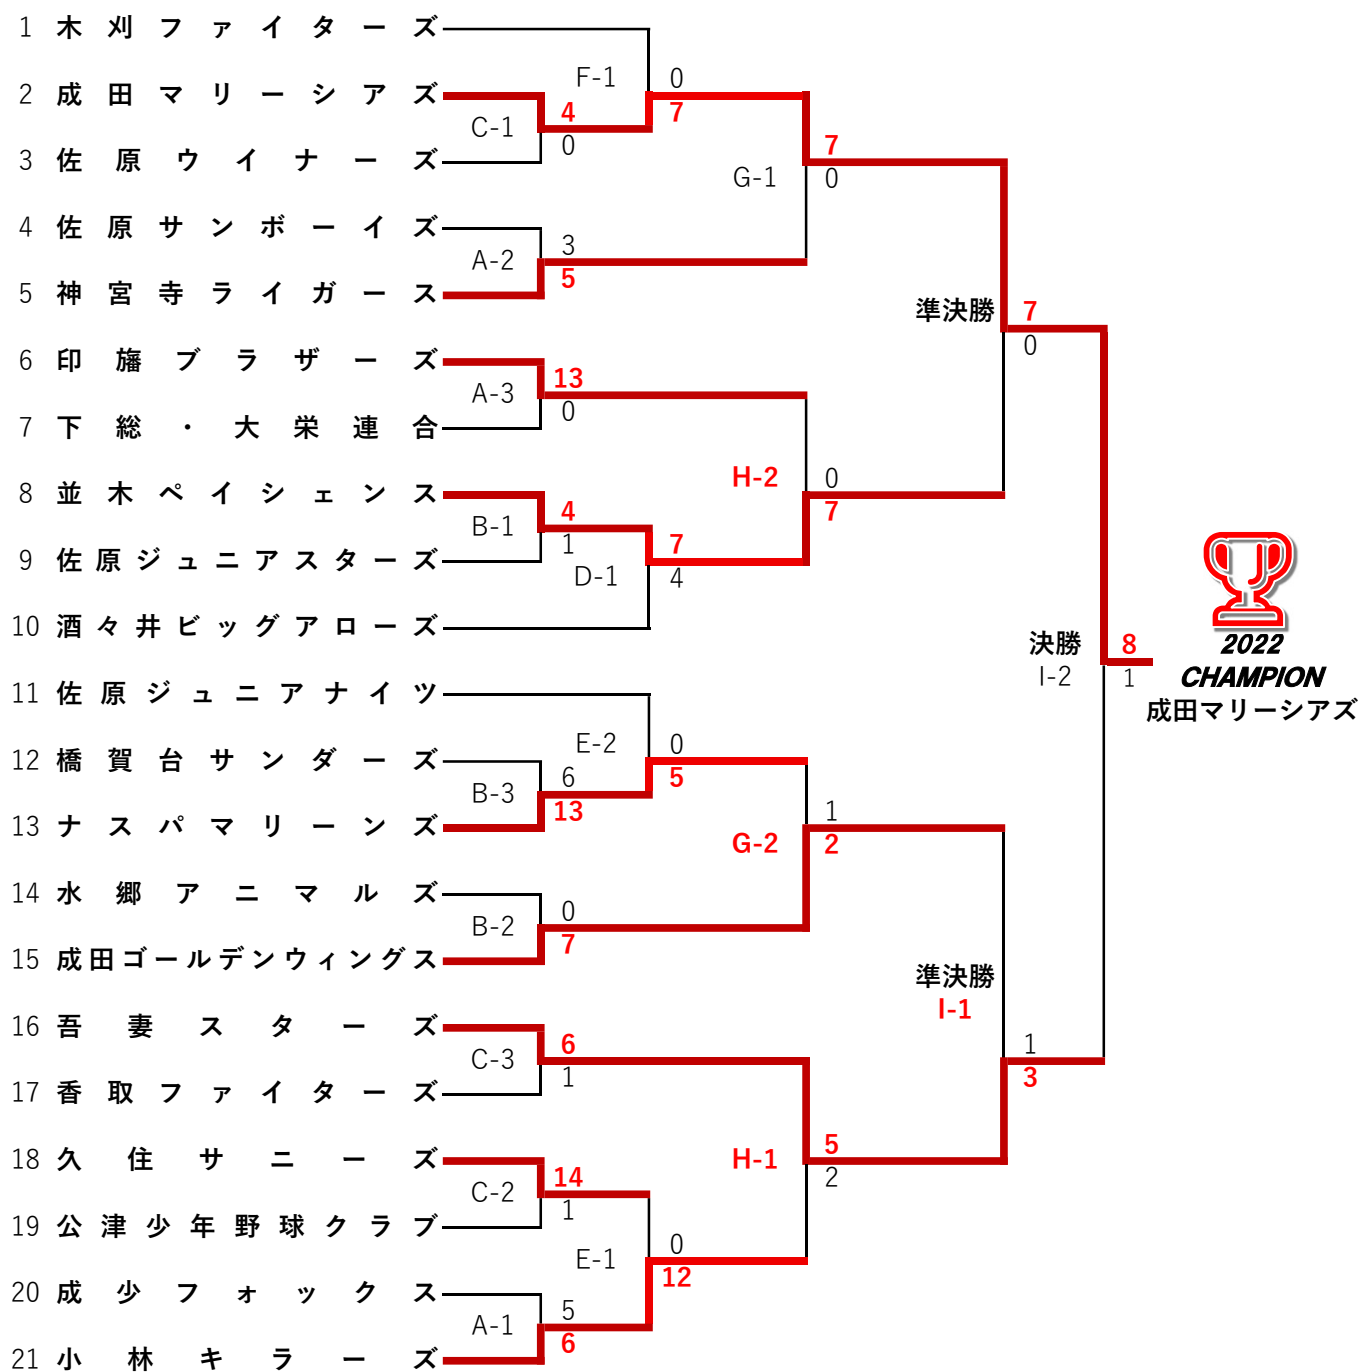 1 木刈ファイターズ
F-1
0
7
2 成田マリーシアズ
C-1
4
0
3 佐原ウイナーズ
G-1
7
0
4 佐原サンボーイズ
A-2
3
5
5 神宮寺ライガース
準決勝
7
0
6 印旛ブラザーズ
A-3
13
0
7 下総・大栄連合
H-2
0
7
8 並木ペイシェンス
B-1
4
1
9 佐原ジュニアスターズ
D-1
7
4
10 酒々井ビッグアローズ
決勝
I-2
8
1
2022
CHAMPION
成田マリーシアズ
11 佐原ジュニアナイツ
E-2
0
5
12 橋賀台サンダーズ
B-3
6
13
13 ナスパマリーンズ
G-2
1
2
14 水郷アニマルズ
B-2
0
7
15 成田ゴールデンウィングス
準決勝
I-1
1
3
16 吾妻スターズ
C-3
6
1
17 香取ファイターズ
H-1
5
2
18 久住サニーズ
C-2
14
1
19 公津少年野球クラブ
E-1
0
12
20 成少フォックス
A-1
5
6
21 小林キラーズ